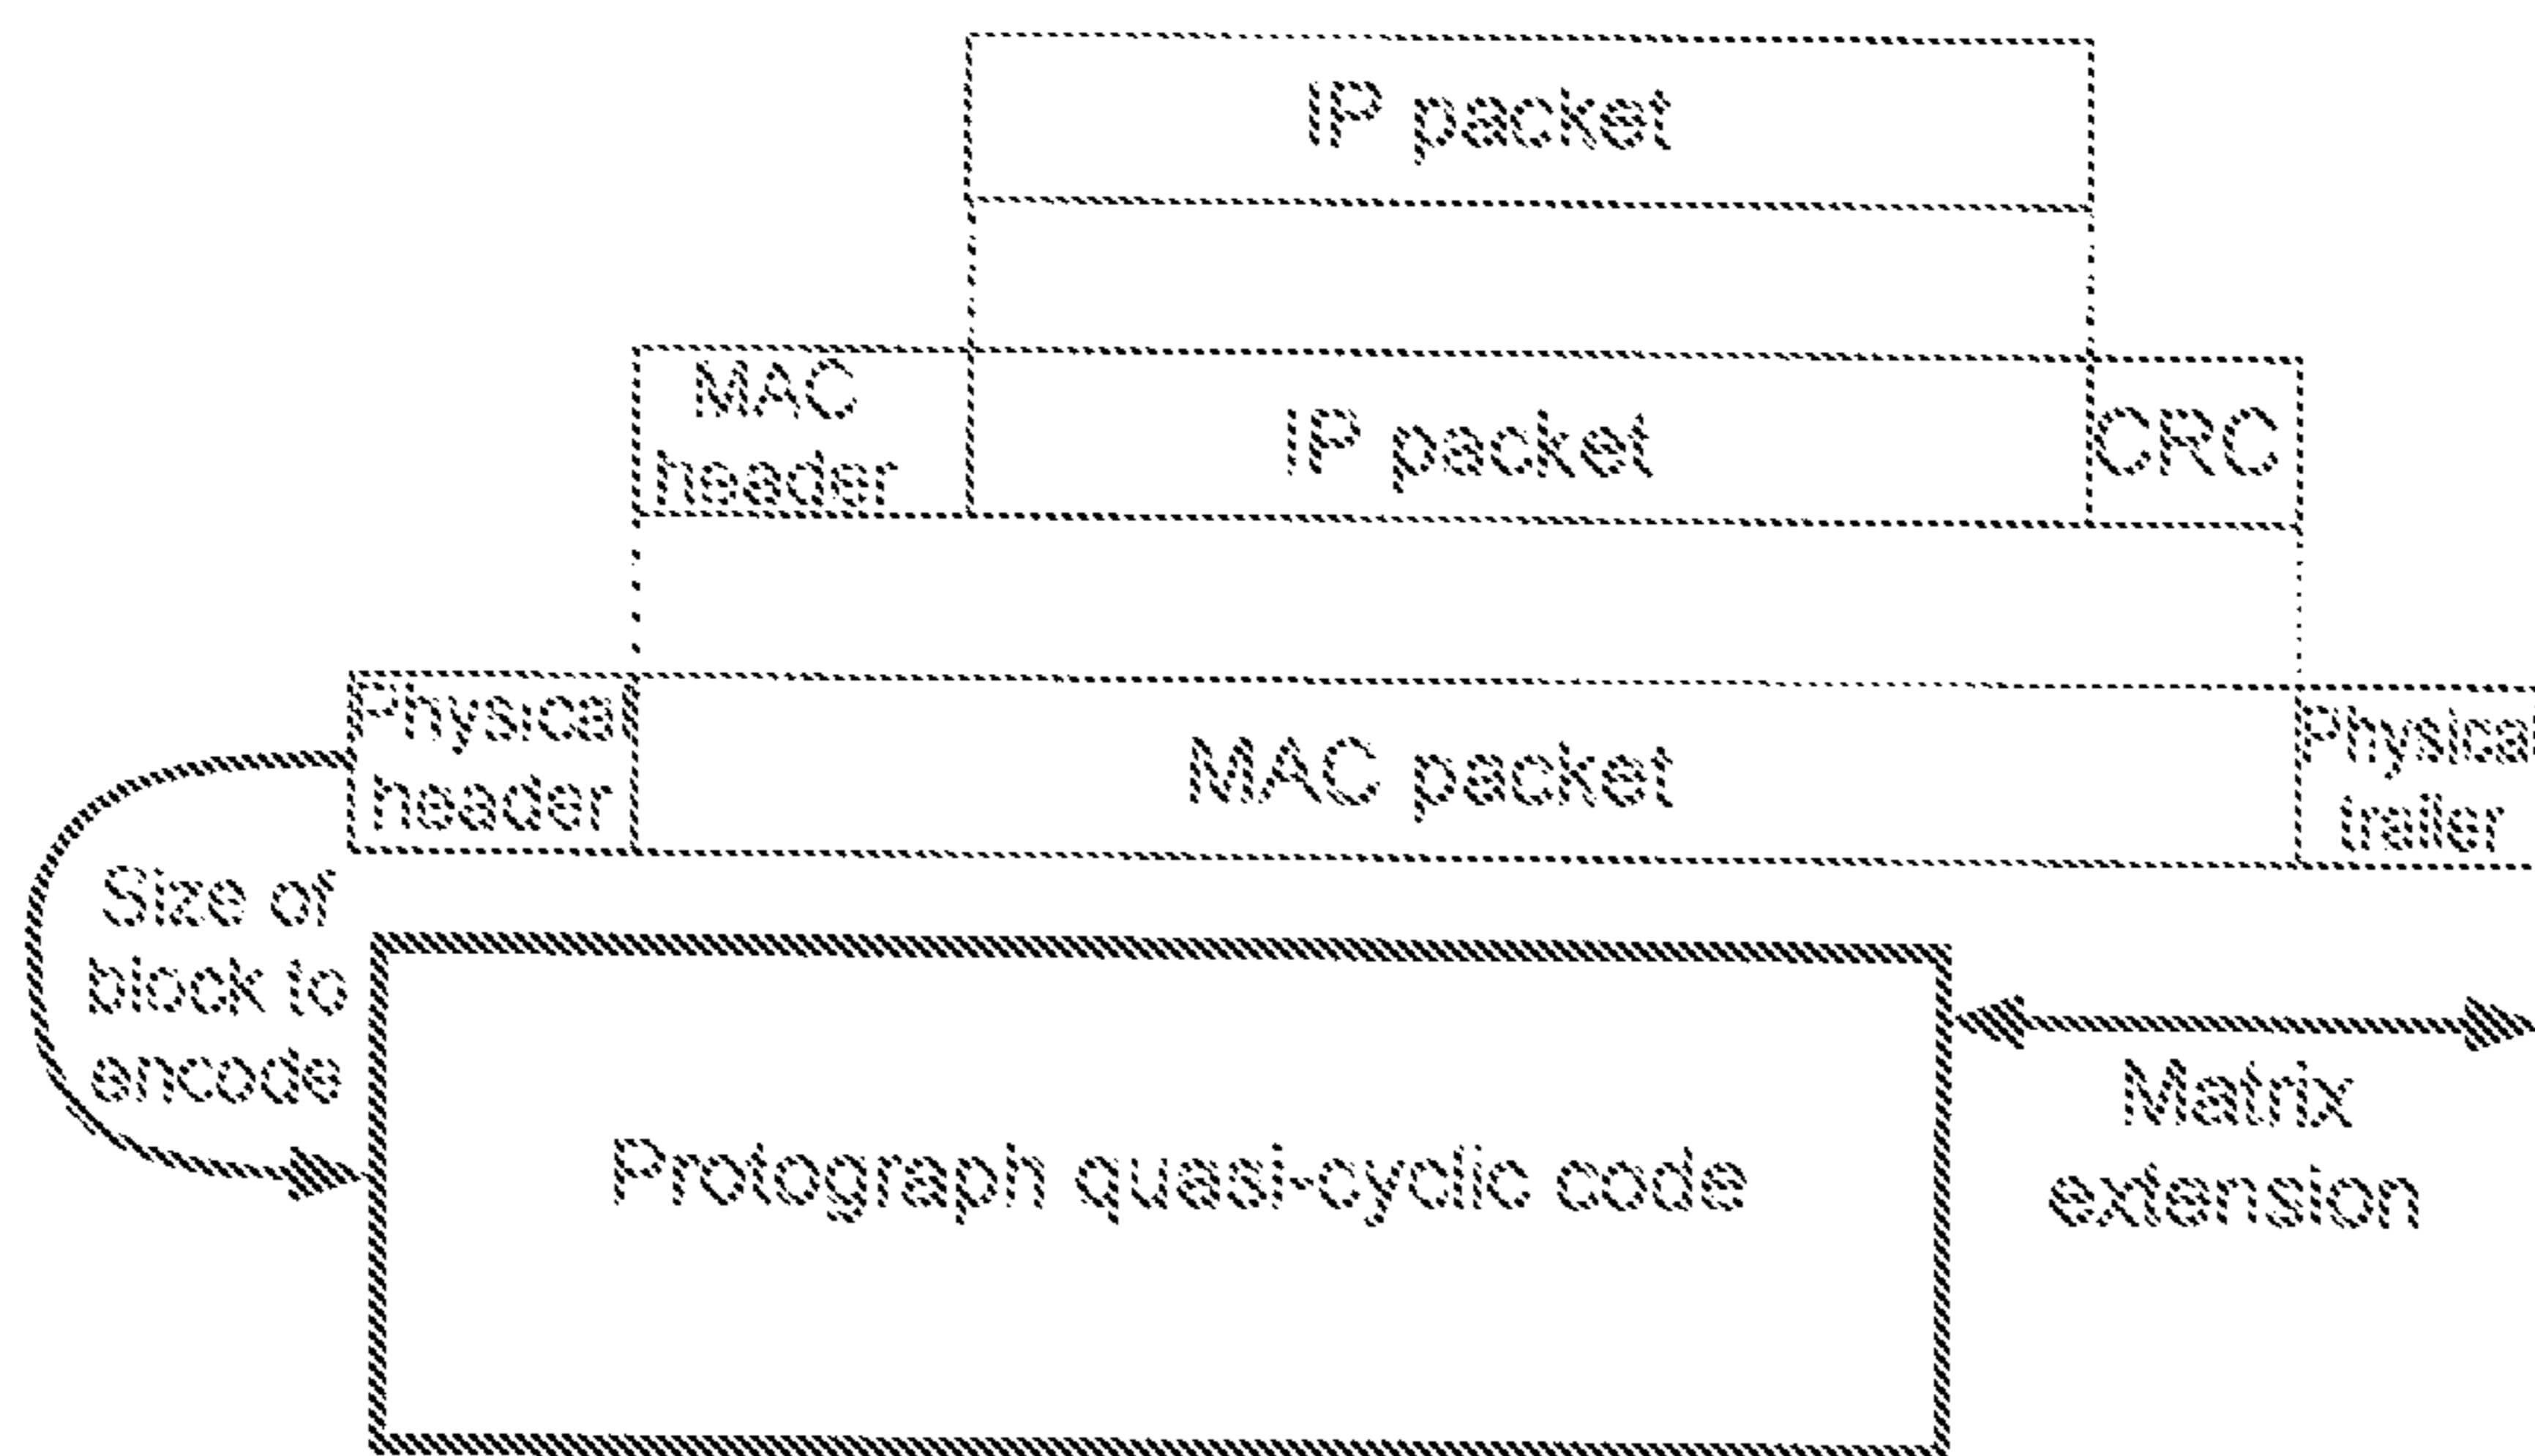 IP packet
MAC
header
IP packet
CRC
Physical
header
MAC packet
Physical
trailer
Size of
block to
encode
Protograph quasi-cyclic code
Matrix
extension